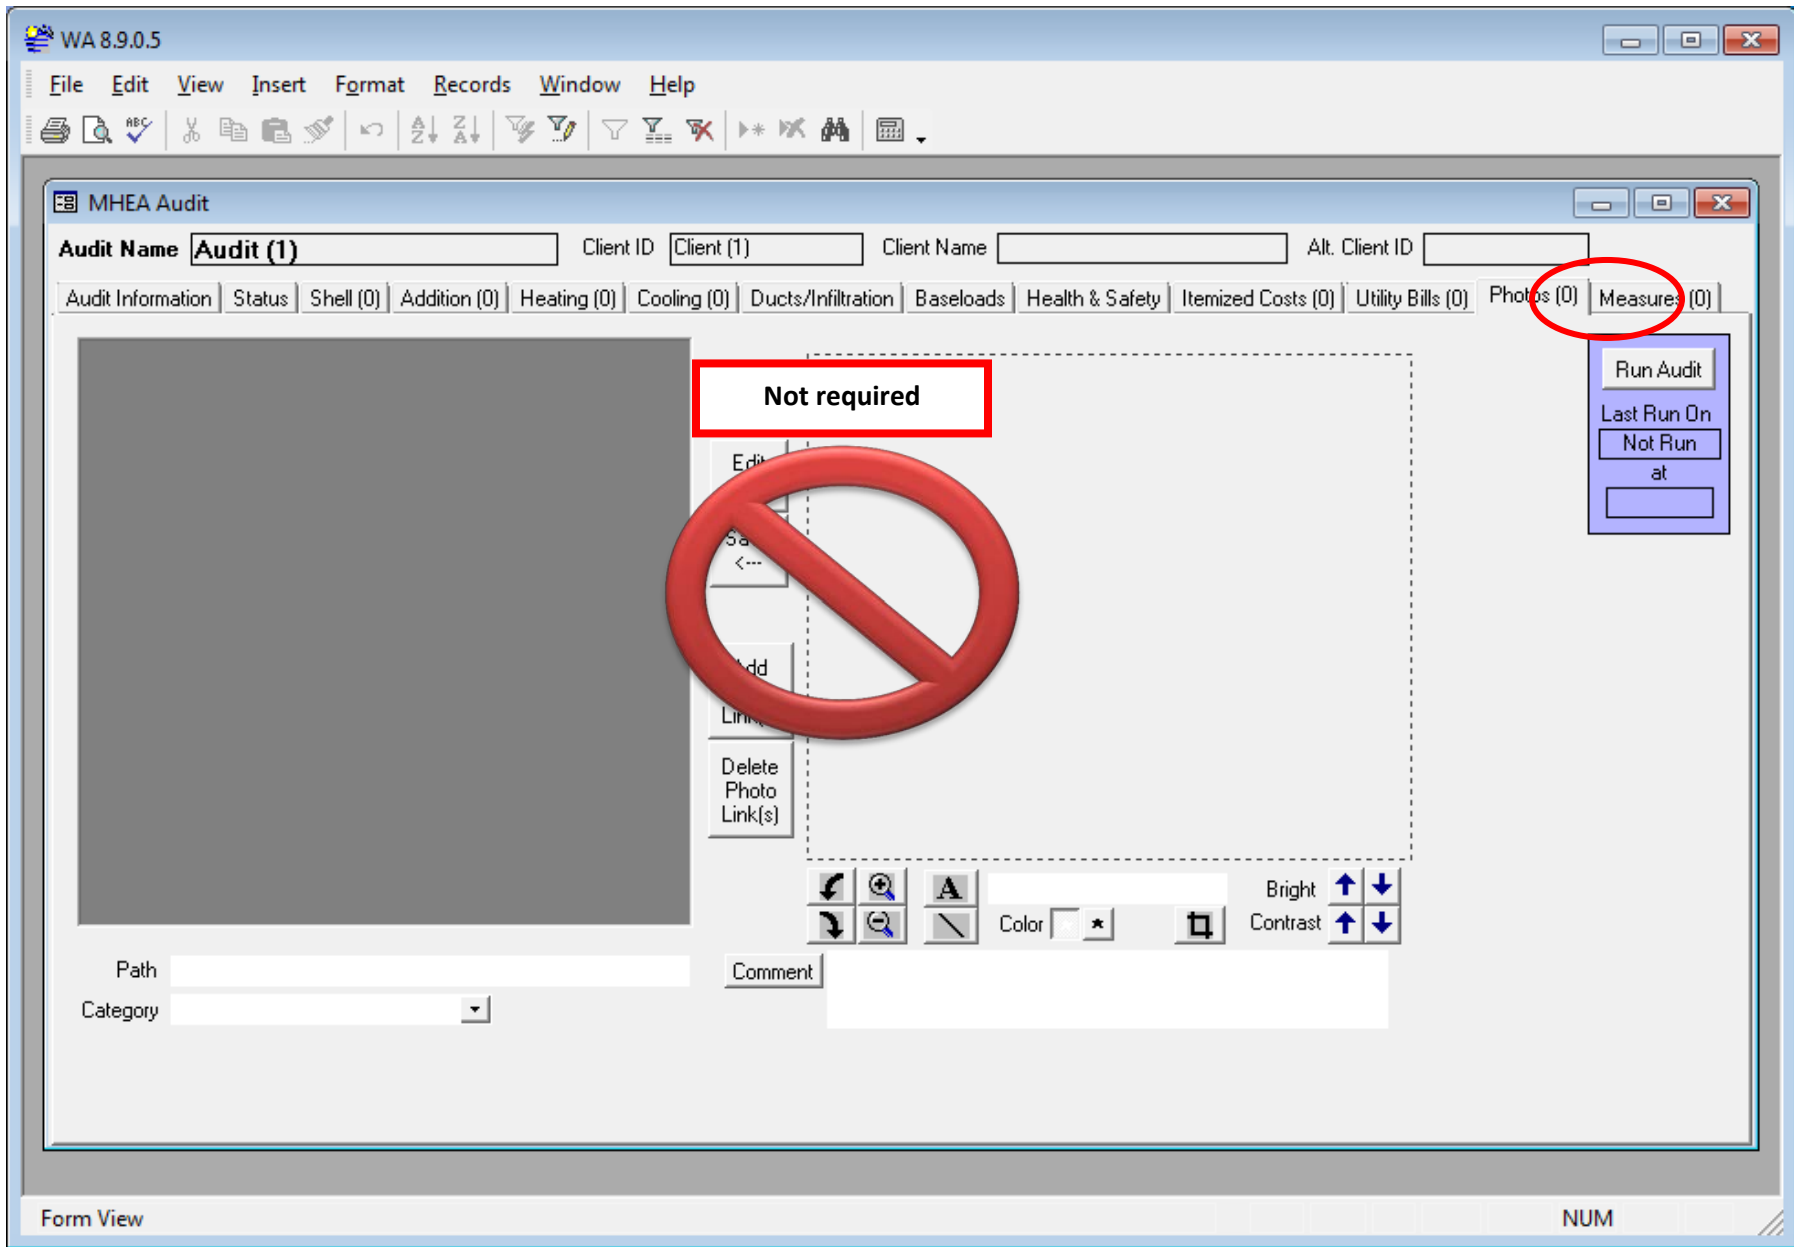 WA 8.9.0.5
File Edit View Insert Format Records Window Help
MHEA Audit
Audit Name Audit (1) Client ID Client (1) Client Name Alt. Client ID
Audit Information Status Shell (0) Addition (0) Heating (0) Cooling (0) Ducts/Infiltration Baseloads Health & Safety Itemized Costs (0) Utility Bills (0) Photos (0) Measures (0)
Run Audit
Last Run On
Not Run
at
Not required
Edit
<---
Delete
Photo
Link(s)
A Bright
Color Contrast
Path
Comment
Category
Form View NUM